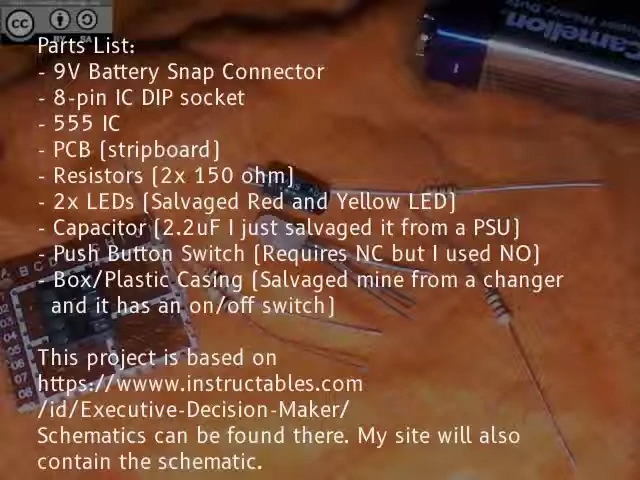 cc
BY SA
Parts List:
- 9V Battery Snap Connector
- 8-pin IC DIP socket
- 555 IC
- PCB (stripboard)
- Resistors (2x 150 ohm)
- 2x LEDs (Salvaged Red and Yellow LED)
- Capacitor (2.2uF I just salvaged it from a PSU)
- Push Button Switch (Requires NC but I used NO)
- Box/Plastic Casing (Salvaged mine from a changer
and it has an on/off switch)
This project is based on
https://wwww.instructables.com
/id/Executive-Decision-Maker/
Schematics can be found there. My site will also
contain the schematic.
Camelion